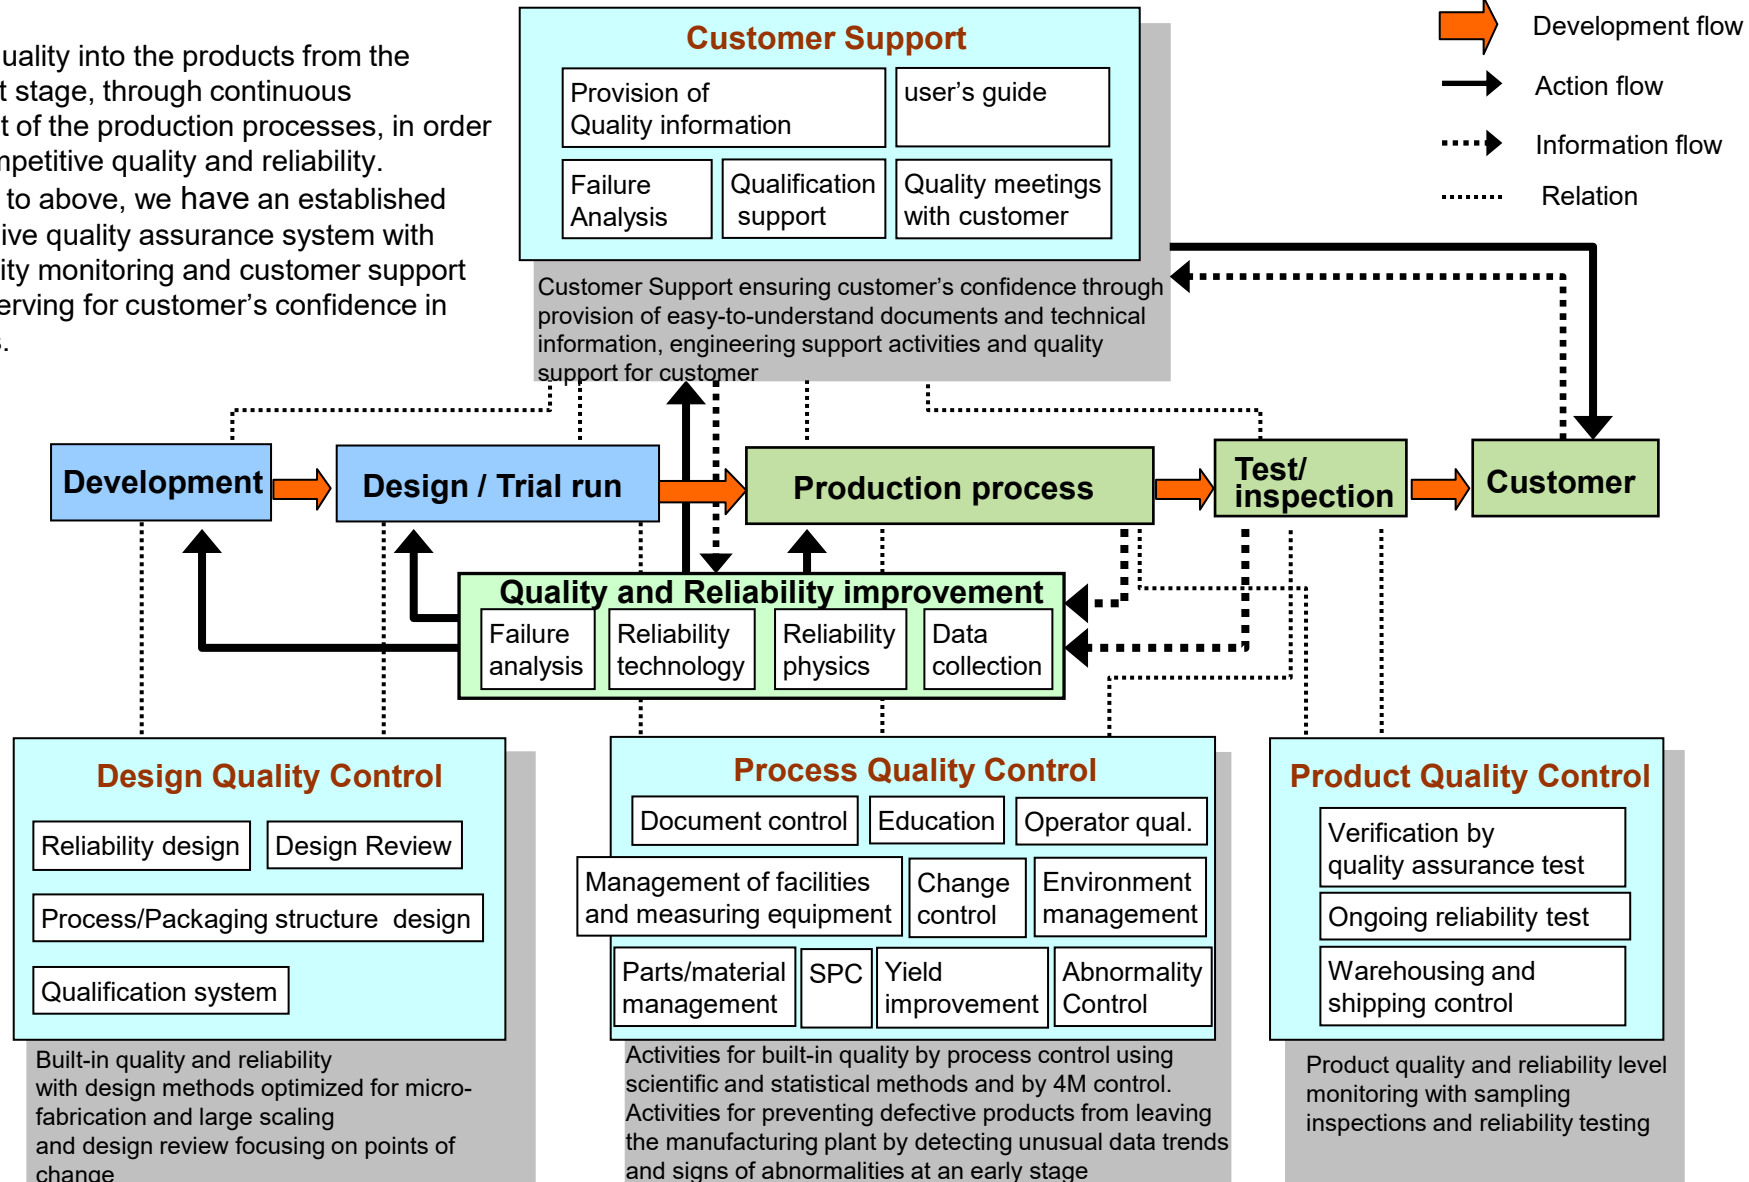 uality into the products from the
t stage, through continuous
t of the production processes, in order
mpetitive quality and reliability.
to above, we have an established
ive quality assurance system with
ity monitoring and customer support
erving for customer's confidence in
s.
Customer Support
Provision of
Quality information
user's guide
Failure
Analysis
Qualification
support
Quality meetings
with customer
Customer Support ensuring customer's confidence through
provision of easy-to-understand documents and technical
information, engineering support activities and quality
support for customer
Development flow
Action flow
Information flow
Relation
Development
Design / Trial run
Production process
Test/
inspection
Customer
Quality and Reliability improvement
Failure
analysis
Reliability
technology
Reliability
physics
Data
collection
Design Quality Control
Reliability design
Design Review
Process/Packaging structure design
Qualification system
Built-in quality and reliability
with design methods optimized for micro-
fabrication and large scaling
and design review focusing on points of
change
Process Quality Control
Document control
Education
Operator qual.
Management of facilities
and measuring equipment
Change
control
Environment
management
Parts/material
management
SPC
Yield
improvement
Abnormality
Control
Activities for built-in quality by process control using
scientific and statistical methods and by 4M control.
Activities for preventing defective products from leaving
the manufacturing plant by detecting unusual data trends
and signs of abnormalities at an early stage
Product Quality Control
Verification by
quality assurance test
Ongoing reliability test
Warehousing and
shipping control
Product quality and reliability level
monitoring with sampling
inspections and reliability testing